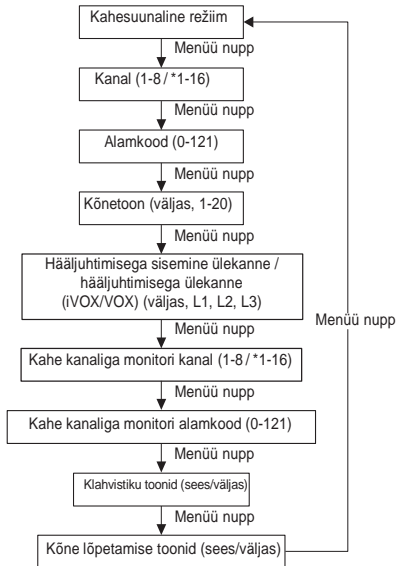 Kahesuunaline režiim
Menüü nupp
Kanal (1-8 / *1-16)
Menüü nupp
Alamkood (0-121)
Menüü nupp
Kõnetoon (väljas, 1-20)
Menüü nupp
Hääljuhtimisega sisemine ülekanne /
hääljuhtimisega ülekanne
(iVOX/VOX) (väljas, L1, L2, L3)
Menüü nupp
Menüü nupp
Kahe kanaliga monitori kanal (1-8 / *1-16)
Menüü nupp
Kahe kanaliga monitori alamkood (0-121)
Menüü nupp
Klahvistiku toonid (sees/väljas)
Menüü nupp
Kõne lõpetamise toonid (sees/väljas)